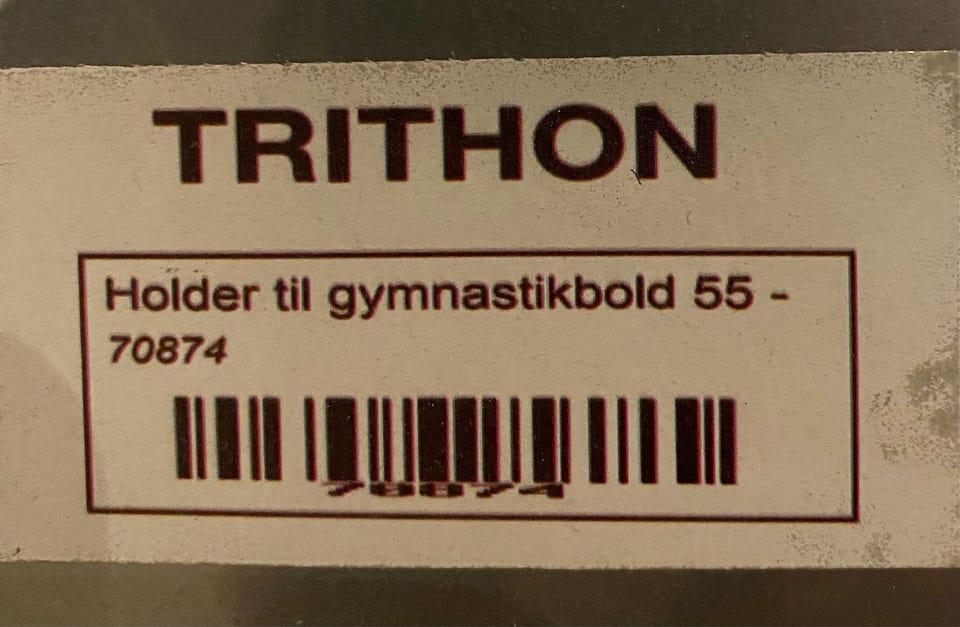 TRITHON
Holder til gymnastikbold 55 -
70874
70874